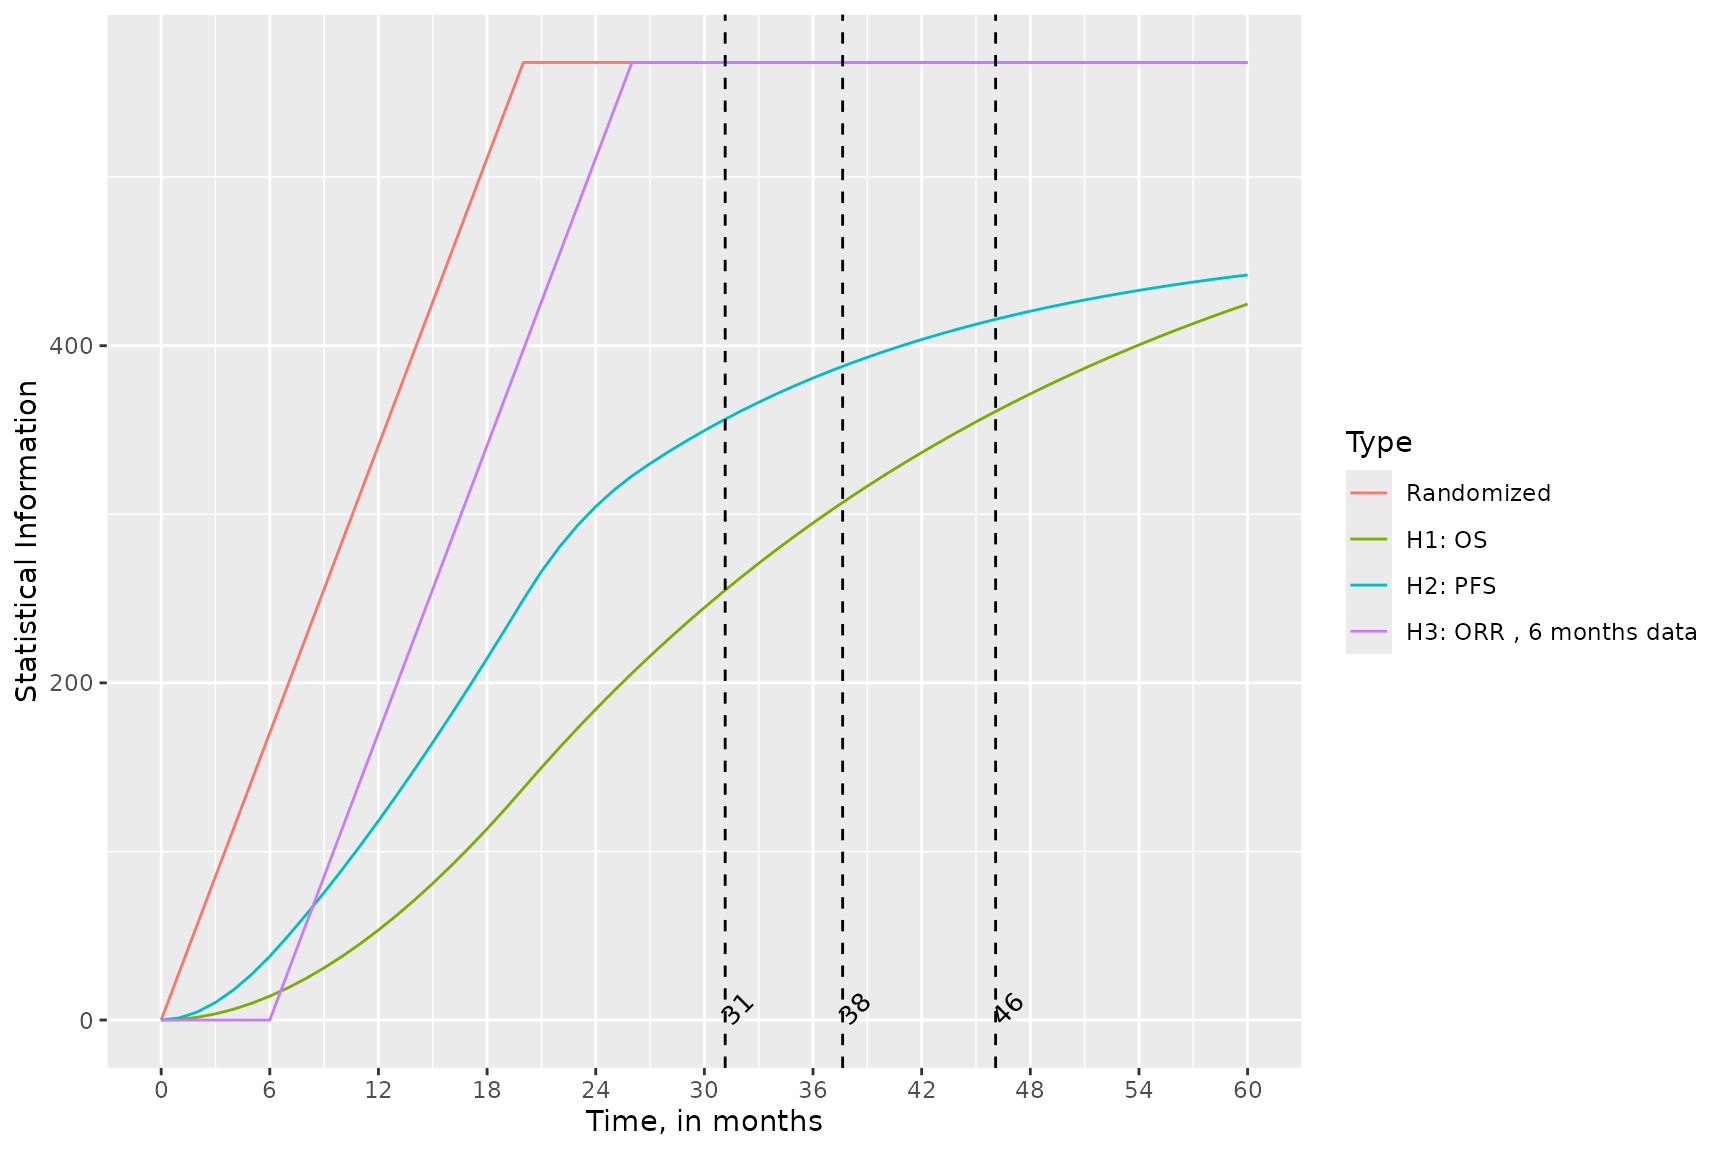 Statistical Information
400
200
0
31
38
46
0 6 12 18 24 30 36 42 48 54 60
Time, in months
Type
Randomized
H1: OS
H2: PFS
H3: ORR , 6 months data